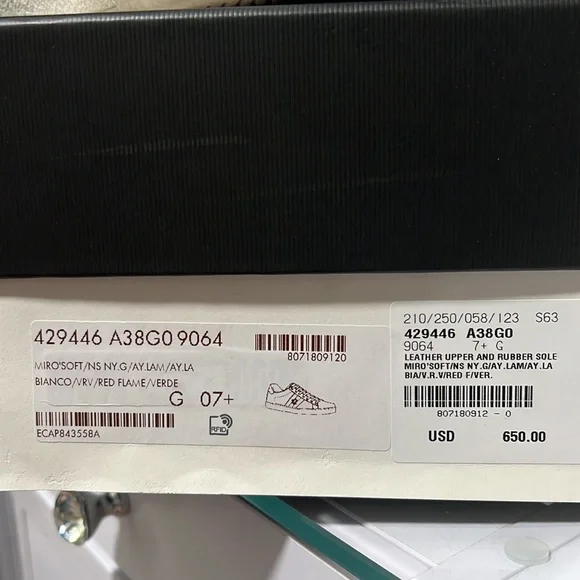 429446 A38G0 9064
8071809120
MIRO'SOFT/NS NY.G/AY.LAM/AY.LA
BIANCO/VRV/RED FLAME/VERDE
G 07+
ECAP843558A
RFID
210/250/058/123 S63
429446 A38G0
9064 7+ G
LEATHER UPPER AND RUBBER SOLE
MIRO'SOFT/NS NY.G/AY.LAM/AY.LA
BIA/V.R.V/RED F/VER.
807180912 - 0
USD 650.00